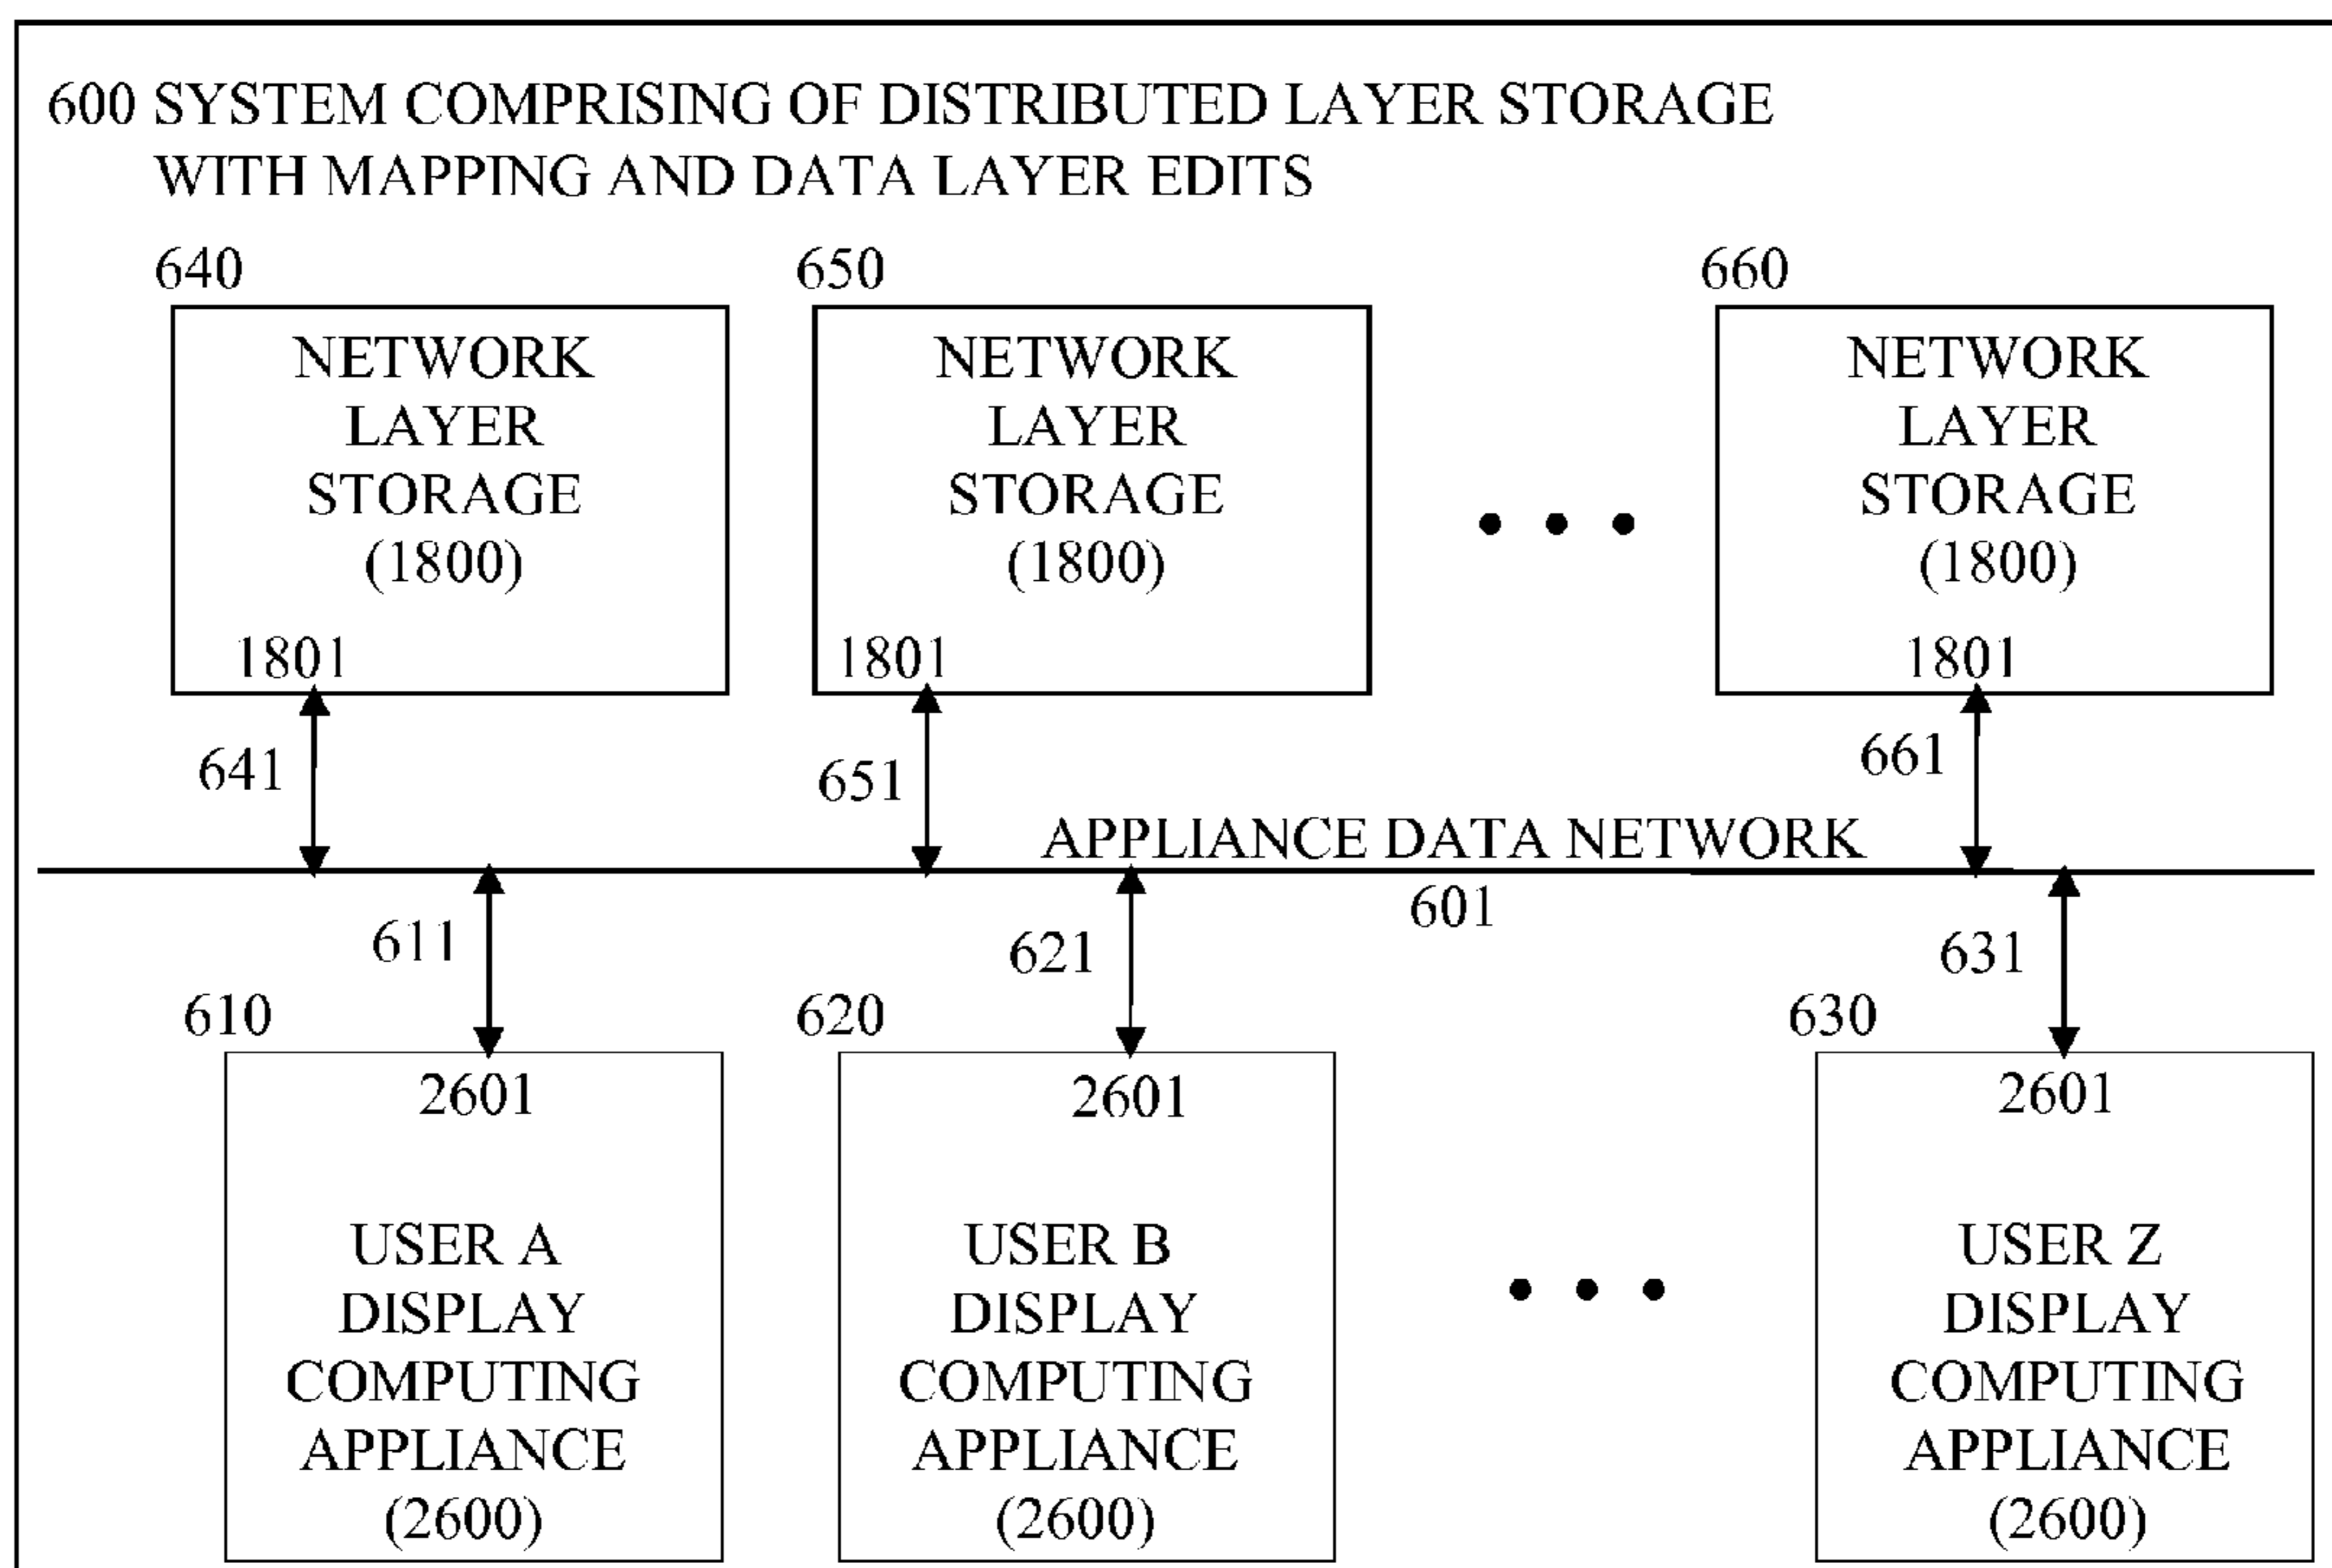 600 SYSTEM COMPRISING OF DISTRIBUTED LAYER STORAGE
WITH MAPPING AND DATA LAYER EDITS
640
NETWORK
LAYER
STORAGE
(1800)
1801
650
NETWORK
LAYER
STORAGE
(1800)
1801
660
NETWORK
LAYER
STORAGE
(1800)
1801
641
651
661
APPLIANCE DATA NETWORK
601
611
621
631
610
2601
USER A
DISPLAY
COMPUTING
APPLIANCE
(2600)
620
2601
USER B
DISPLAY
COMPUTING
APPLIANCE
(2600)
630
2601
USER Z
DISPLAY
COMPUTING
APPLIANCE
(2600)